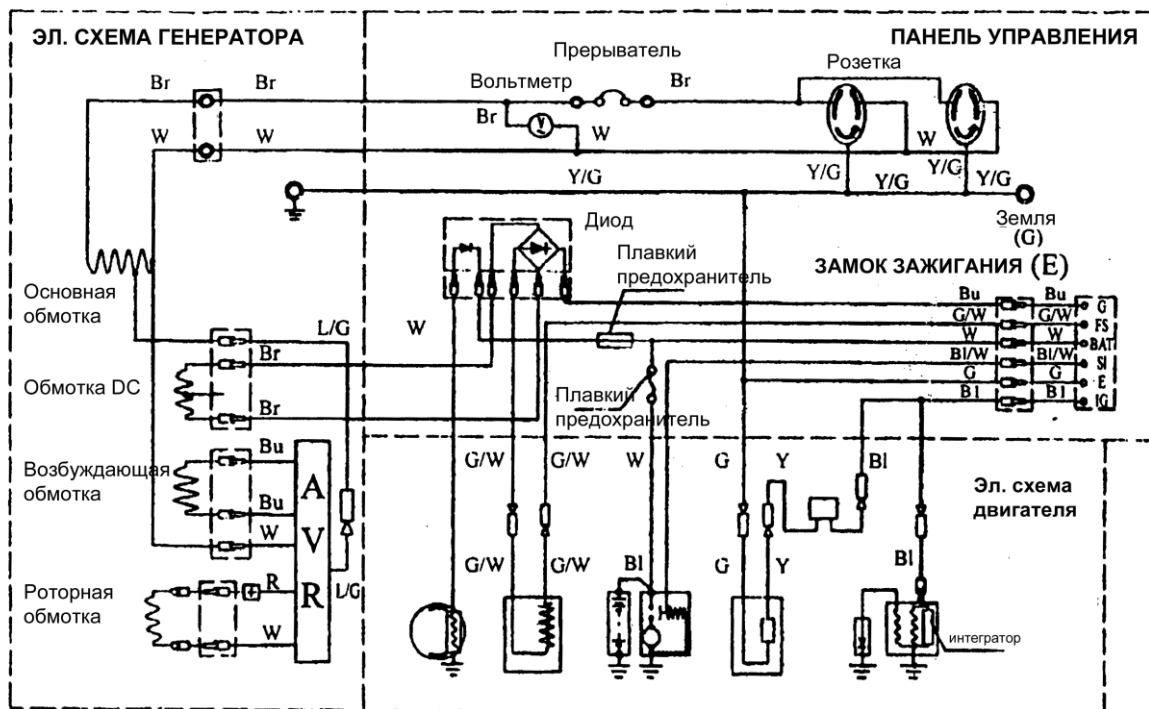 ЭЛ. СХЕМА ГЕНЕРАТОРА
ПАНЕЛЬ УПРАВЛЕНИЯ
Прерыватель
Вольтметр
Розетка
Br
Br
Br
Br
V
W
W
W
W
Y/G
Y/G
Y/G
Y/G
Y/G
Земля
(G)
Диод
Плавкий
предохранитель
ЗАМОК ЗАЖИГАНИЯ (E)
Основная
обмотка
L/G
W
Bu
Bu
G
G/W
G/W
FS
W
W
BAT
Bl/W
Bl/W
SI
G
G
E
Bl
Bl
IG
Обмотка DC
Br
Br
Плавкий
предохранитель
Возбуждающая
обмотка
Bu
Bu
W
A
V
R
L/G
G/W
G/W
W
G
Y
Bl
Эл. схема
двигателя
G/W
G/W
Bl
G
Y
Bl
Роторная
обмотка
R
W
интегратор